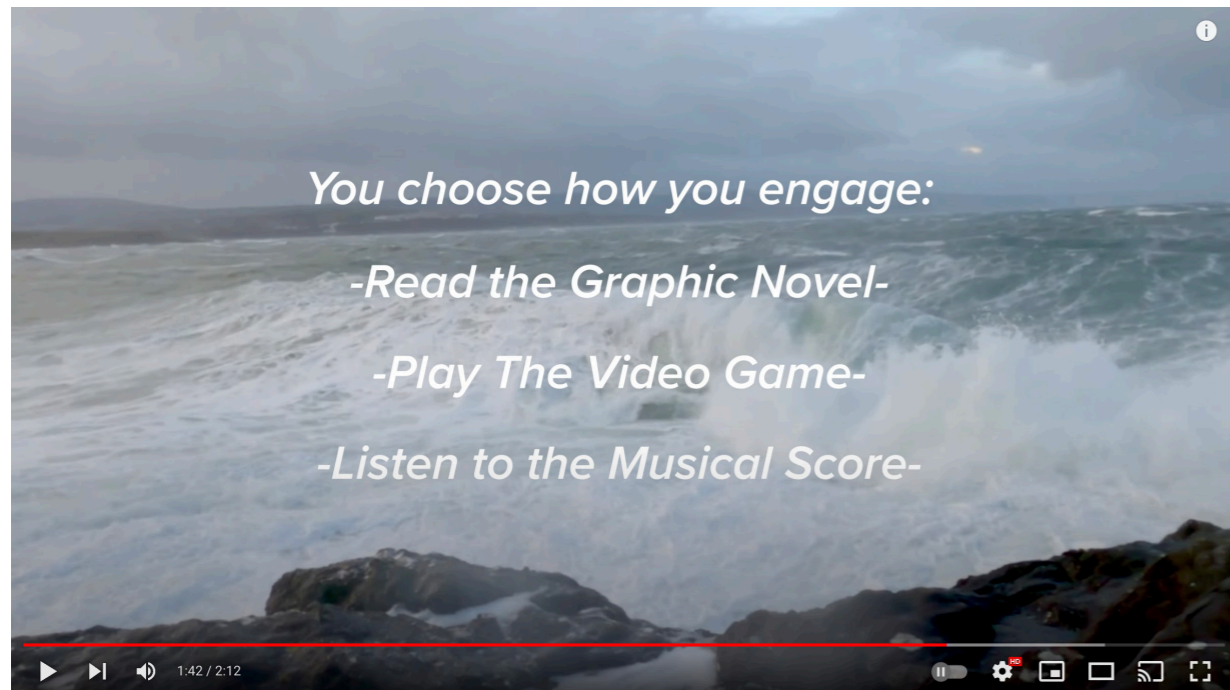 You choose how you engage:
-Read the Graphic Novel-
-Play The Video Game-
-Listen to the Musical Score-
1:42 / 2:12
HD